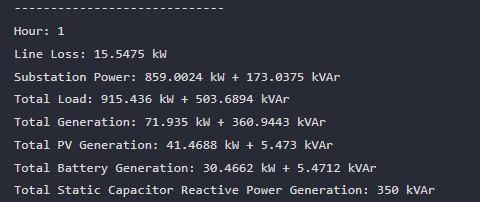 -----------------------------
Hour: 1
Line Loss: 15.5475 kW
Substation Power: 859.0024 kW + 173.0375 kVAr
Total Load: 915.436 kW + 503.6894 kVAr
Total Generation: 71.935 kW + 360.9443 kVAr
Total PV Generation: 41.4688 kW + 5.473 kVAr
Total Battery Generation: 30.4662 kW + 5.4712 kVAr
Total Static Capacitor Reactive Power Generation: 350 kVAr